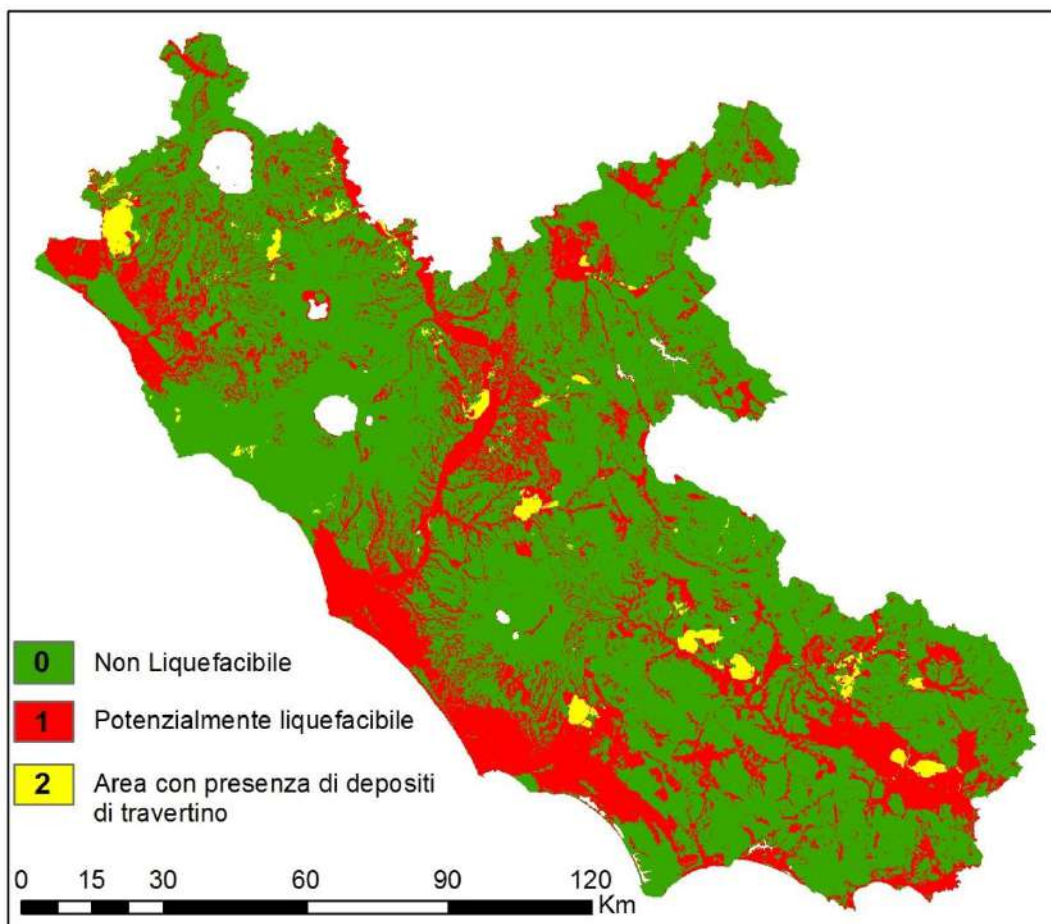 0 Non Liquefacibile
1 Potenzialmente liquefacibile
2 Area con presenza di depositi
di travertino
0 15 30 60 90 120
Km